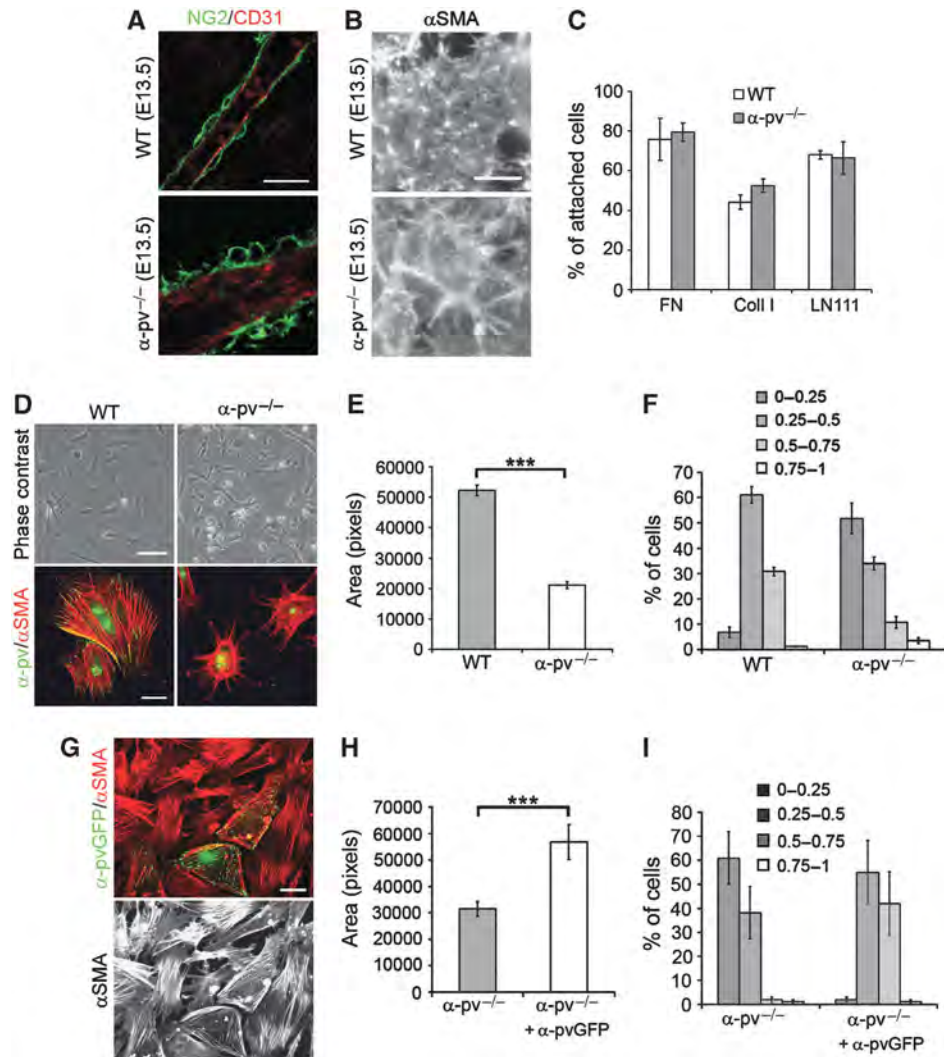 A
NG2/CD31
WT (E13.5)
α-pv−/− (E13.5)
B
αSMA
WT (E13.5)
α-pv−/− (E13.5)
C
WT
α-pv−/−
% of attached cells
100
80
60
40
20
0
FN
Coll I
LN111
D
WT
α-pv−/−
Phase contrast
α-pv/αSMA
E
***
Area (pixels)
60000
50000
40000
30000
20000
10000
0
WT
α-pv−/−
F
0–0.25
0.25–0.5
0.5–0.75
0.75–1
% of cells
70
60
50
40
30
20
10
0
WT
α-pv−/−
G
α-pvGFP/αSMA
αSMA
H
***
Area (pixels)
70000
60000
50000
40000
30000
20000
10000
0
α-pv−/−
α-pv−/−
+ α-pvGFP
I
0–0.25
0.25–0.5
0.5–0.75
0.75–1
% of cells
80
60
50
40
30
20
10
0
α-pv−/−
α-pv−/−
+ α-pvGFP